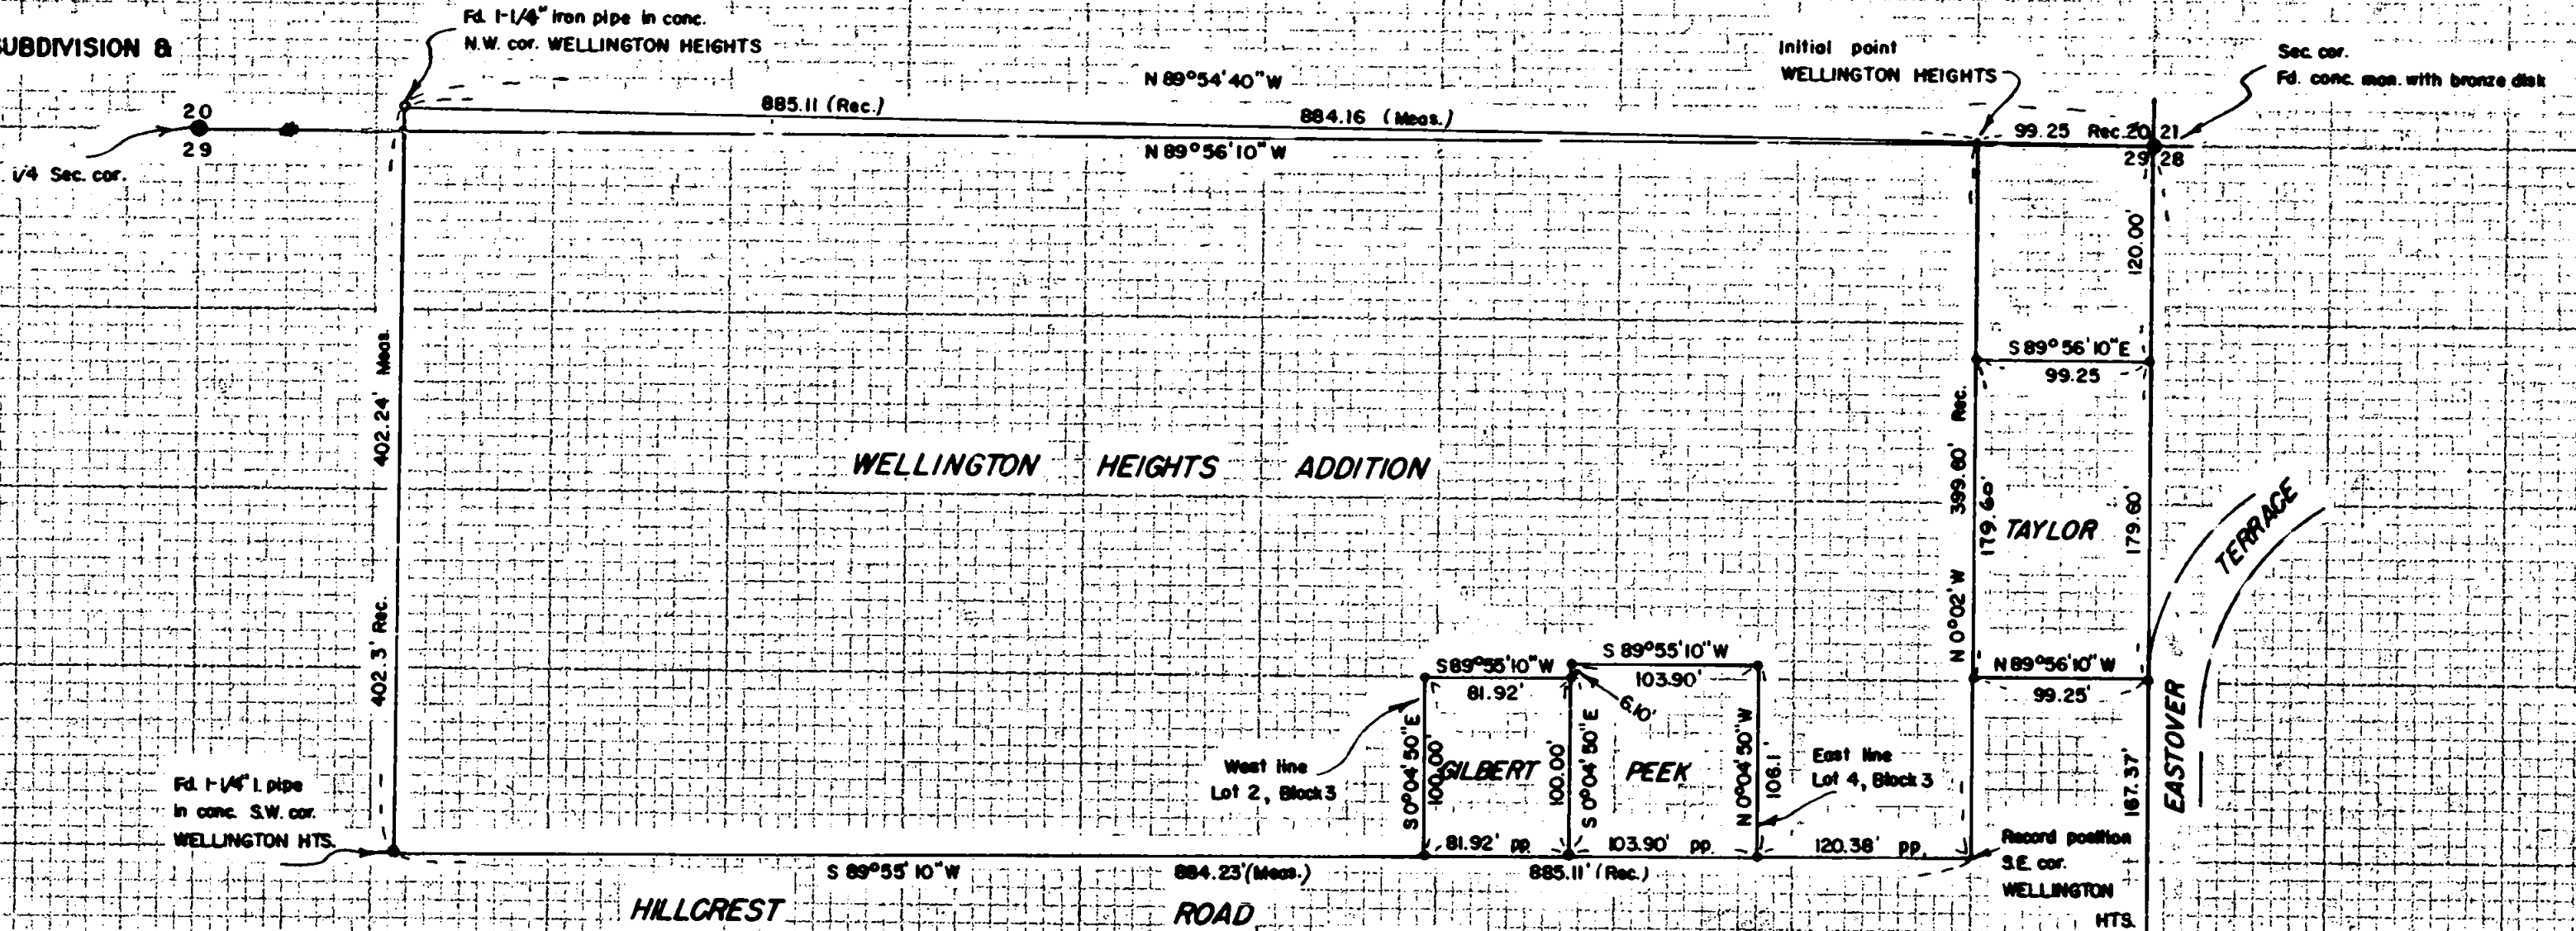 SUBDIVISION &
Fd. 1-1/4" iron pipe in conc.
N.W. cor. WELLINGTON HEIGHTS
N 89°54'40" W
Initial point
WELLINGTON HEIGHTS
Sec. cor.
Fd. conc. mon. with bronze disk
885.11 (Rec.)
884.16 (Meas.)
N 89°56'10" W
99.25 Rec.
20 21
29 28
20
29
1/4 Sec. cor.
120.00'
S 89°56'10" E
99.25
402.24' Meas.
402.3' Rec.
WELLINGTON HEIGHTS ADDITION
399.60' Rec.
N 0°02' W
179.60'
TAYLOR
179.60'
TERRACE
EASTOVER
N 89°56'10" W
99.25'
167.37'
S 89°55'10" W
81.92'
S 89°55'10" W
103.90'
6.10'
S 0°04'50" E
100.00'
GILBERT
100.00'
S 0°04'50" E
PEEK
N 0°04'50" W
106.1'
West line
Lot 2, Block 3
East line
Lot 4, Block 3
Fd. 1-1/4" I. pipe
in conc. S.W. cor.
WELLINGTON HTS.
81.92' pp.
103.90' pp.
120.38' pp.
Record position
S.E. cor.
WELLINGTON
HTS.
S 89°55'10" W
884.23' (Meas.)
885.11' (Rec.)
HILLCREST ROAD